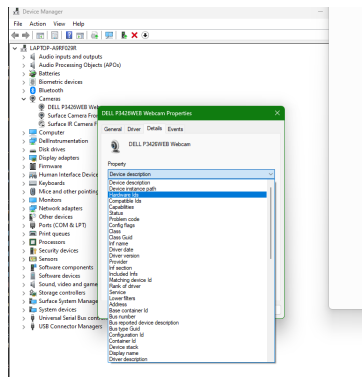 Device Manager
File Action View Help
LAPTOP-A9RF029R
Audio inputs and outputs
Audio Processing Objects (APOs)
Batteries
Biometric devices
Bluetooth
Cameras
DELL P3426WEB Web
Surface Camera Fro
Surface IR Camera F
Computer
DellInstrumentation
Disk drives
Display adapters
Firmware
Human Interface Device
Keyboards
Mice and other pointing
Monitors
Network adapters
Other devices
Ports (COM & LPT)
Print queues
Processors
Security devices
Sensors
Software components
Software devices
Sound, video and game
Storage controllers
Surface System Manage
System devices
Universal Serial Bus cont
USB Connector Managers
DELL P3426WEB Webcam Properties
General Driver Details Events
DELL P3426WEB Webcam
Property
Device description
Device description
Device instance path
Hardware Ids
Compatible Ids
Capabilities
Status
Problem code
Config flags
Class
Class Guid
Inf name
Driver date
Driver version
Provider
Inf section
Included Infs
Matching device Id
Rank of driver
Service
Lower filters
Address
Base container Id
Bus number
Bus reported device description
Bus type Guid
Configuration Id
Container Id
Device stack
Display name
Driver description